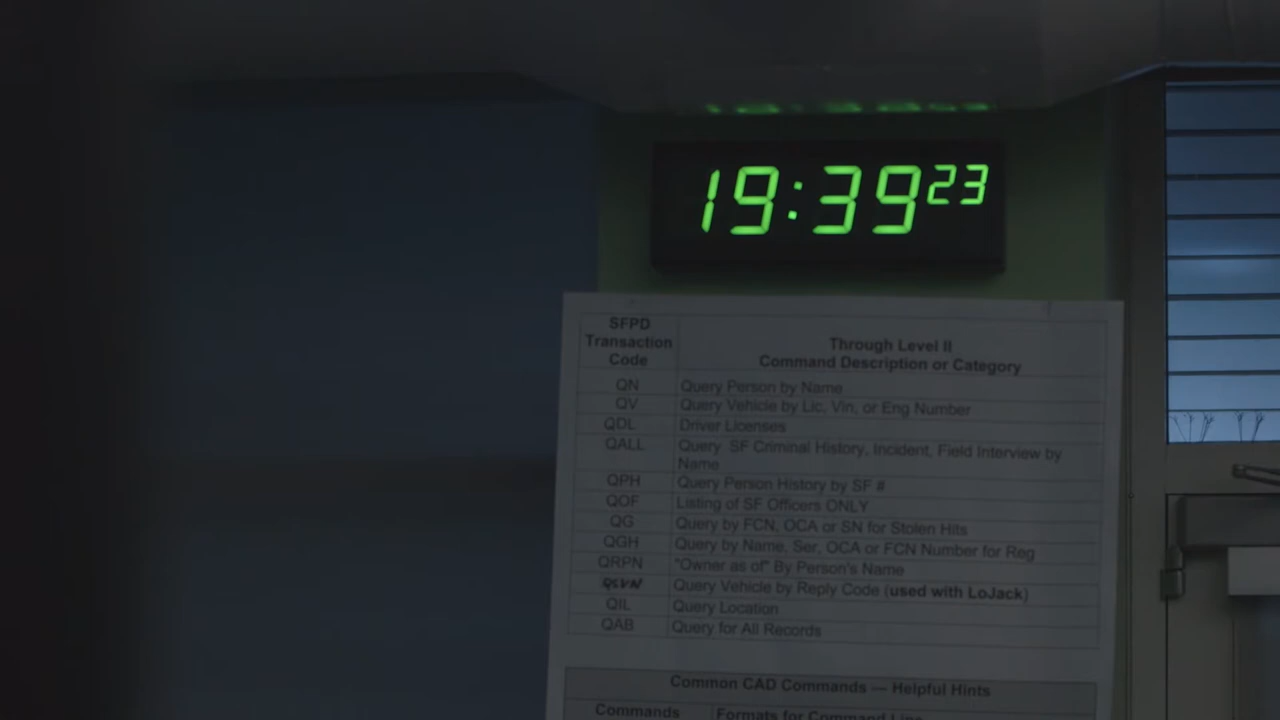 19:39 23
SFPD
Transaction
Code
Through Level II
Command Description or Category
QN Query Person by Name
QV Query Vehicle by Lic, Vin, or Eng Number
QDL Driver Licenses
QALL Query SF Criminal History, Incident, Field Interview by
Name
QPH Query Person History by SF #
QOF Listing of SF Officers ONLY
QG Query by FCN, OCA or SN for Stolen Hits
QGH Query by Name, Ser, OCA or FCN Number for Reg
QRPN "Owner as of" By Person's Name
Query Vehicle by Reply Code (used with LoJack)
QIL Query Location
QAB Query for All Records
Common CAD Commands — Helpful Hints
Commands Formats for Command Line